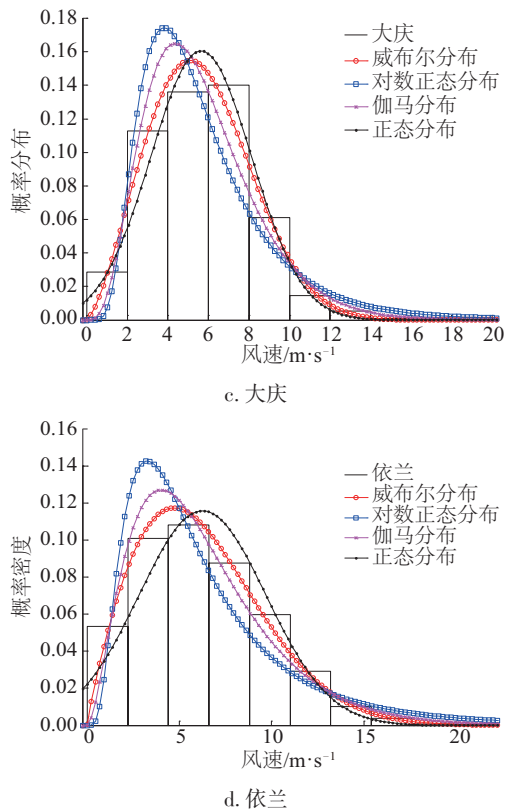 0.18
0.16
0.14
0.12
0.10
0.08
0.06
0.04
0.02
0.00
概率分布
大庆
威布尔分布
对数正态分布
伽马分布
正态分布
0 2 4 6 8 10 12 14 16 18 20
风速/m·s⁻¹
c. 大庆
0.16
0.14
0.12
0.10
0.08
0.06
0.04
0.02
0.00
概率密度
依兰
威布尔分布
对数正态分布
伽马分布
正态分布
0 5 10 15 20
风速/m·s⁻¹
d. 依兰